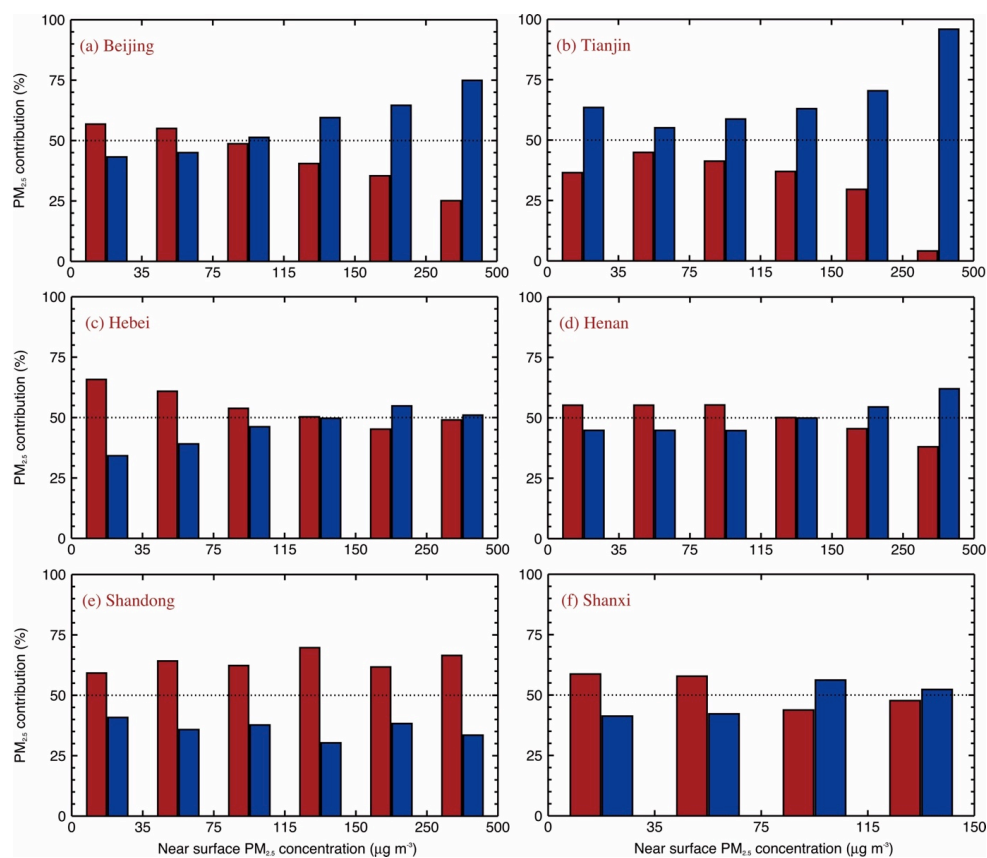 (a) Beijing
PM2.5 contribution (%)
100
75
50
25
0
0 35 75 115 150 250 500
(b) Tianjin
100
75
50
25
0
0 35 75 115 150 250 500
(c) Hebei
PM2.5 contribution (%)
100
75
50
25
0
0 35 75 115 150 250 500
(d) Henan
100
75
50
25
0
0 35 75 115 150 250 500
(e) Shandong
PM2.5 contribution (%)
100
75
50
25
0
0 35 75 115 150 250 500
Near surface PM2.5 concentration (μg m-3)
(f) Shanxi
100
75
50
25
0
0 35 75 115 150
Near surface PM2.5 concentration (μg m-3)